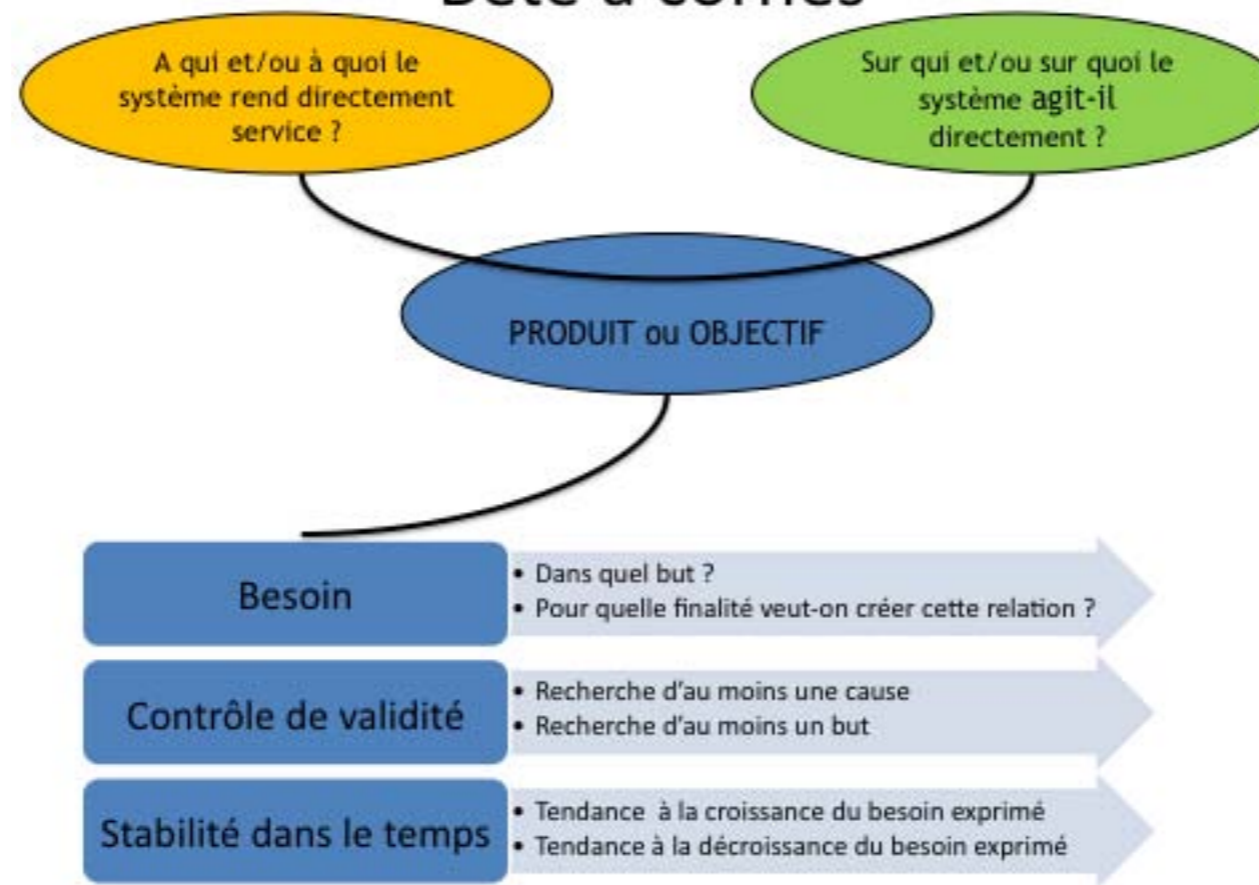 Bête à cornes
A qui et/ou à quoi le
système rend directement
service ?
Sur qui et/ou sur quoi le
système agit-il
directement ?
PRODUIT ou OBJECTIF
Besoin
• Dans quel but ?
• Pour quelle finalité veut-on créer cette relation ?
Contrôle de validité
• Recherche d'au moins une cause
• Recherche d'au moins un but
Stabilité dans le temps
• Tendance à la croissance du besoin exprimé
• Tendance à la décroissance du besoin exprimé